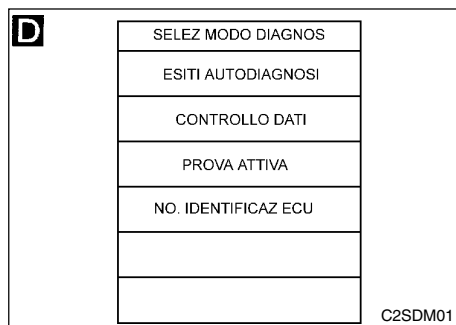 D
SELEZ MODO DIAGNOS
ESITI AUTODIAGNOSI
CONTROLLO DATI
PROVA ATTIVA
NO. IDENTIFICAZ ECU
C2SDM01